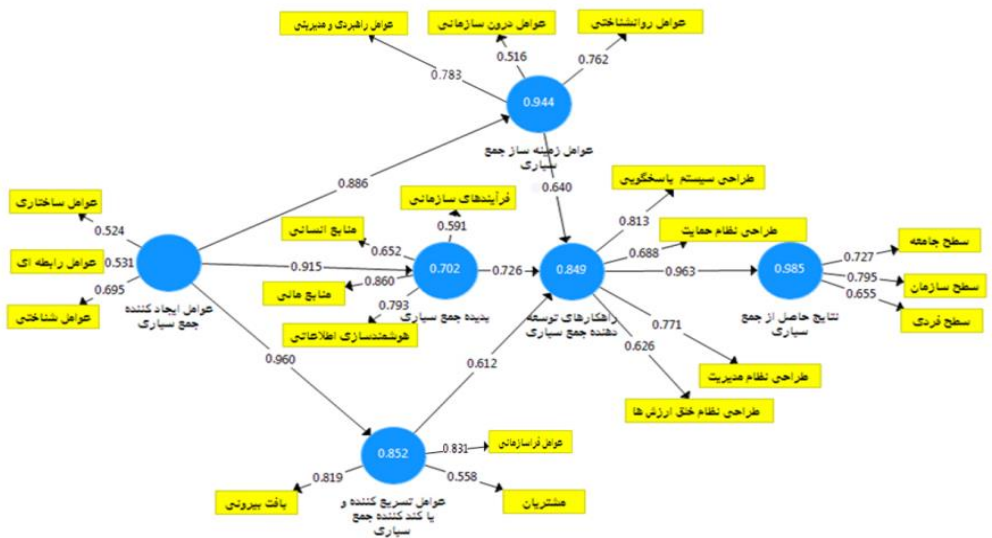 عوامل راهبردی و مدیریتی
عوامل درون سازمانی
عوامل روانشناختی
0.783
0.516
0.762
0.944
عوامل زمینه ساز جمع
سپاری
0.886
0.640
عوامل ساختاری
0.524
عوامل رابطه ای
0.531
عوامل شناختی
0.695
عوامل ایجاد کننده
جمع سپاری
0.915
0.960
فرآیندهای سازمانی
0.591
منابع انسانی
0.652
منابع مالی
0.860
هوشمندسازی اطلاعاتی
0.793
0.702
پدیده جمع سپاری
0.726
طراحی سیستم پاسخگویی
0.813
طراحی نظام حمایت
0.688
0.849
راهکارهای توسعه
دهنده جمع سپاری
0.963
0.771
0.626
طراحی نظام مدیریت
طراحی نظام خلق ارزش ها
0.985
نتایج حاصل از جمع
سپاری
سطح جامعه
0.727
سطح سازمان
0.795
سطح فردی
0.655
0.612
0.852
عوامل تسریع کننده و
یا کند کننده جمع
سپاری
عوامل فراسازمانی
0.831
0.558
مشتریان
0.819
بافت بیرونی